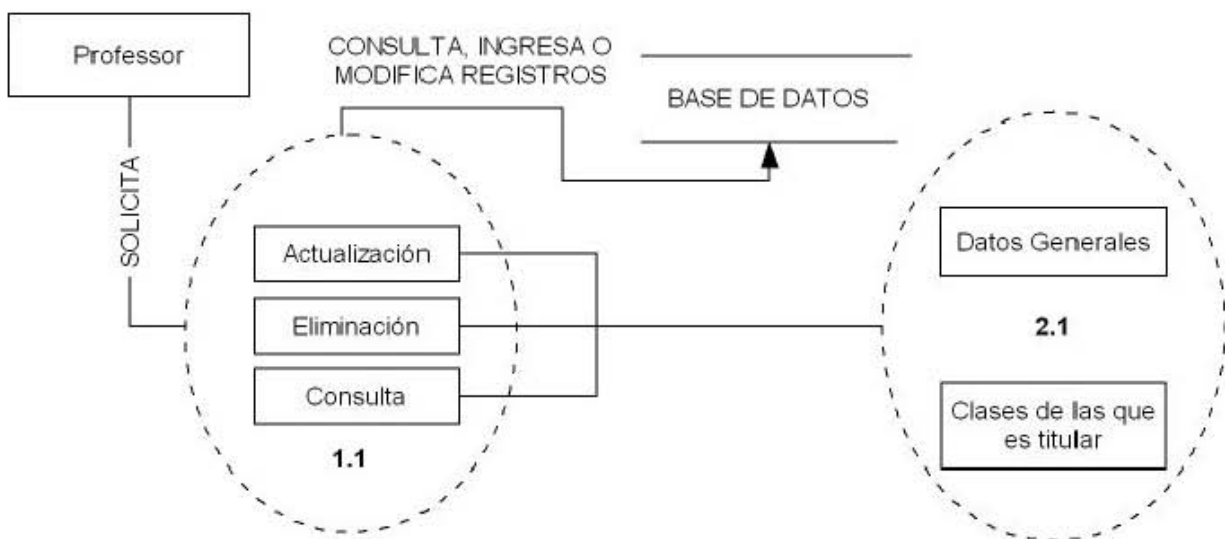 Professor
CONSULTA, INGRESA O
MODIFICA REGISTROS
BASE DE DATOS
SOLICITA
Actualización
Eliminación
Consulta
1.1
Datos Generales
2.1
Clases de las que
es titular